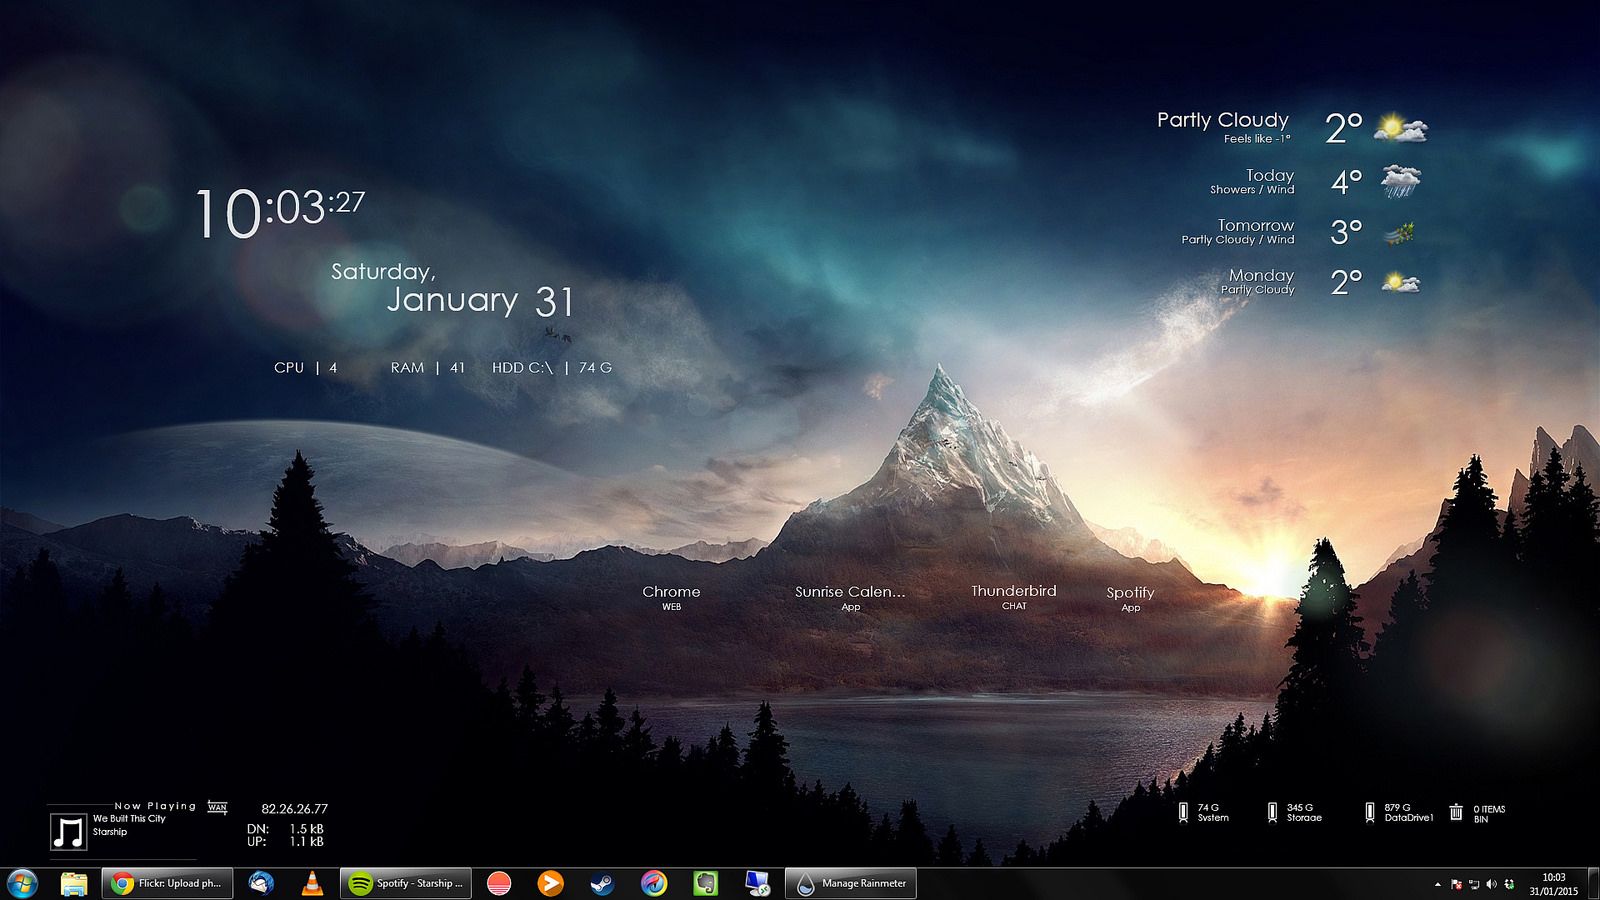 Partly Cloudy 2°
Feels like -1°
Today 4°
Showers / Wind
Tomorrow 3°
Partly Cloudy / Wind
Monday 2°
Partly Cloudy
10:03:27
Saturday,
January 31
CPU | 4 RAM | 41 HDD C:\ | 74 G
Chrome
WEB
Sunrise Calen...
App
Thunderbird
CHAT
Spotify
App
Now Playing
We Built This City
Starship
WAN
82.26.26.77
DN: 1.5 kB
UP: 1.1 kB
74 G
System
345 G
Storage
879 G
DataDrive1
0 ITEMS
BIN
Flickr: Upload ph...
Spotify - Starship ...
Manage Rainmeter
10:03
31/01/2015